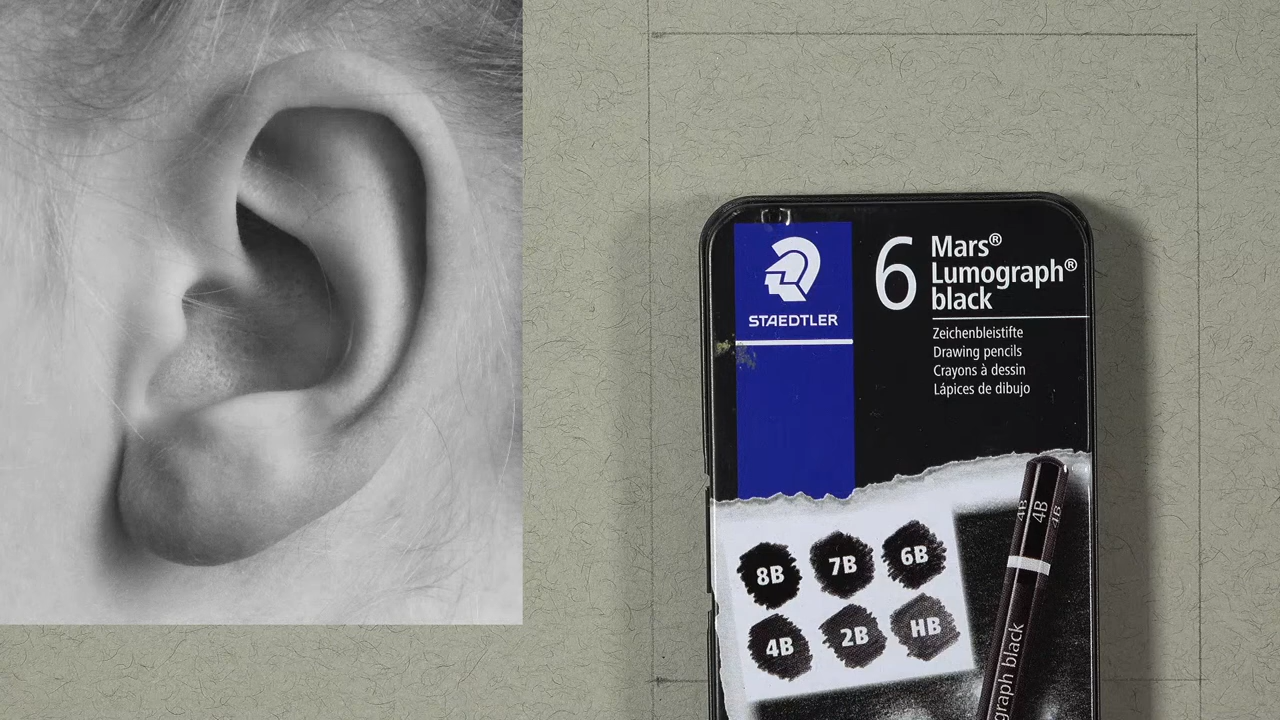 STAEDTLER
6
Mars®
Lumograph®
black
Zeichenbleistifte
Drawing pencils
Crayons à dessin
Lápices de dibujo
4B 4B 4B
8B 7B 6B
4B 2B HB
graph black